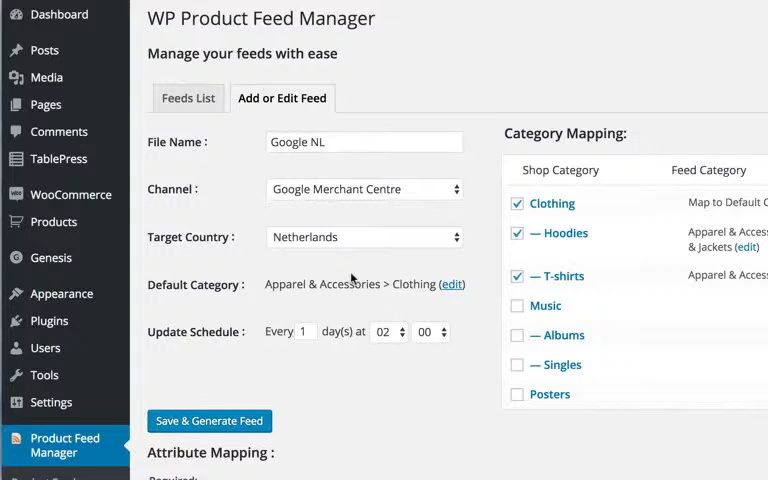 Dashboard
Posts
Media
Pages
Comments
TablePress
WooCommerce
Products
Genesis
Appearance
Plugins
Users
Tools
Settings
Product Feed
Manager
WP Product Feed Manager
Manage your feeds with ease
Feeds List
Add or Edit Feed
File Name : Google NL
Channel : Google Merchant Centre
Target Country : Netherlands
Default Category : Apparel & Accessories > Clothing (edit)
Update Schedule : Every 1 day(s) at 02 00
Save & Generate Feed
Attribute Mapping :
Required:
Category Mapping:
Shop Category Feed Category
Clothing Map to Default C
— Hoodies Apparel & Access
& Jackets (edit)
— T-shirts Apparel & Access
Music
— Albums
— Singles
Posters